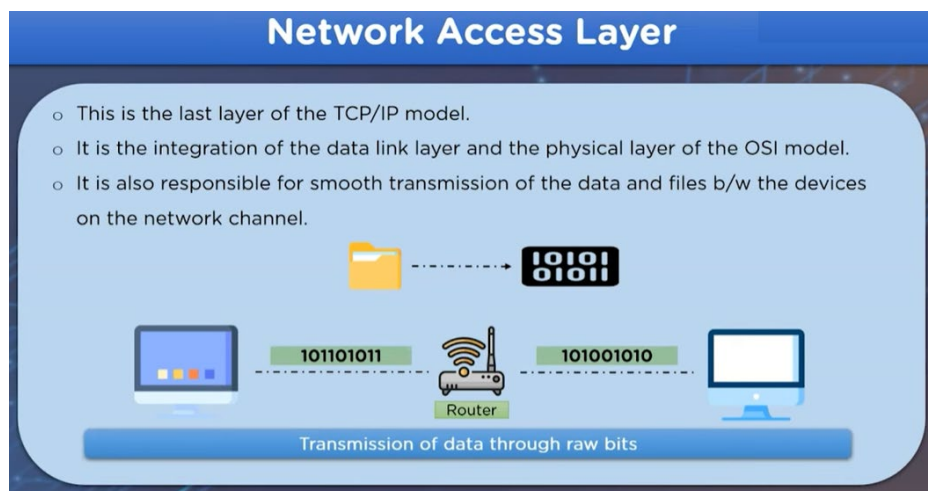 Network Access Layer
This is the last layer of the TCP/IP model.
It is the integration of the data link layer and the physical layer of the OSI model.
It is also responsible for smooth transmission of the data and files b/w the devices
on the network channel.
10101
01011
101101011
101001010
Router
Transmission of data through raw bits